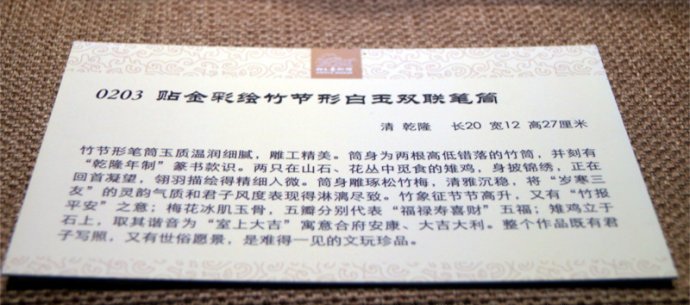 0203 贴金彩绘竹节形白玉双联笔筒
清 乾隆 长20 宽12 高27厘米
竹节形笔筒玉质温润细腻，雕工精美。筒身为两根高低错落的竹筒，并刻有
“乾隆年制”篆书款识。两只在山石、花丛中觅食的雉鸡，身披锦绣，正在
回首凝望，翎羽描绘得精细入微。筒身雕琢松竹梅，清雅沉稳，将“岁寒三
友”的灵韵气质和君子风度表现得淋漓尽致。竹象征节节高升，又有“竹报
平安”之意；梅花冰肌玉骨，五瓣分别代表“福禄寿喜财”五福；雉鸡立于
石上，取其谐音为“室上大吉”寓意合府安康、大吉大利。整个作品既有君
子写照，又有世俗愿景，是难得一见的文玩珍品。